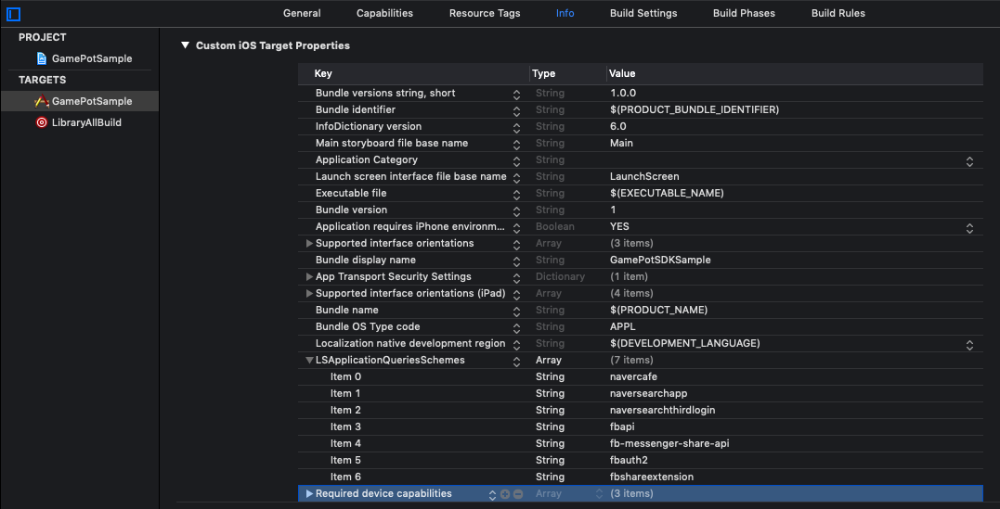 General Capabilities Resource Tags Info Build Settings Build Phases Build Rules
PROJECT
GamePotSample
TARGETS
GamePotSample
LibraryAllBuild
Custom iOS Target Properties
Key Type Value
Bundle versions string, short String 1.0.0
Bundle identifier String $(PRODUCT_BUNDLE_IDENTIFIER)
InfoDictionary version String 6.0
Main storyboard file base name String Main
Application Category String
Launch screen interface file base name String LaunchScreen
Executable file String $(EXECUTABLE_NAME)
Bundle version String 1
Application requires iPhone environm... Boolean YES
Supported interface orientations Array (3 items)
Bundle display name String GamePotSDKSample
App Transport Security Settings Dictionary (1 item)
Supported interface orientations (iPad) Array (4 items)
Bundle name String $(PRODUCT_NAME)
Bundle OS Type code String APPL
Localization native development region String $(DEVELOPMENT_LANGUAGE)
LSApplicationQueriesSchemes Array (7 items)
Item 0 String navercafe
Item 1 String naversearchapp
Item 2 String naversearchthirdlogin
Item 3 String fbapi
Item 4 String fb-messenger-share-api
Item 5 String fbauth2
Item 6 String fbshareextension
Required device capabilities Array (3 items)